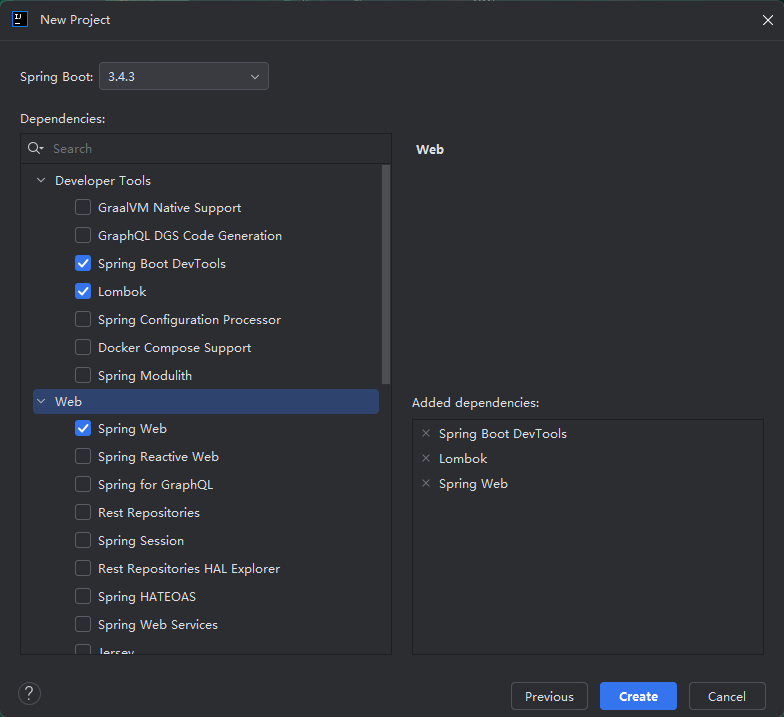 New Project
Spring Boot: 3.4.3
Dependencies:
Search
Developer Tools
GraalVM Native Support
GraphQL DGS Code Generation
Spring Boot DevTools
Lombok
Spring Configuration Processor
Docker Compose Support
Spring Modulith
Web
Spring Web
Spring Reactive Web
Spring for GraphQL
Rest Repositories
Spring Session
Rest Repositories HAL Explorer
Spring HATEOAS
Spring Web Services
Jersey
Web
Added dependencies:
Spring Boot DevTools
Lombok
Spring Web
?
Previous
Create
Cancel